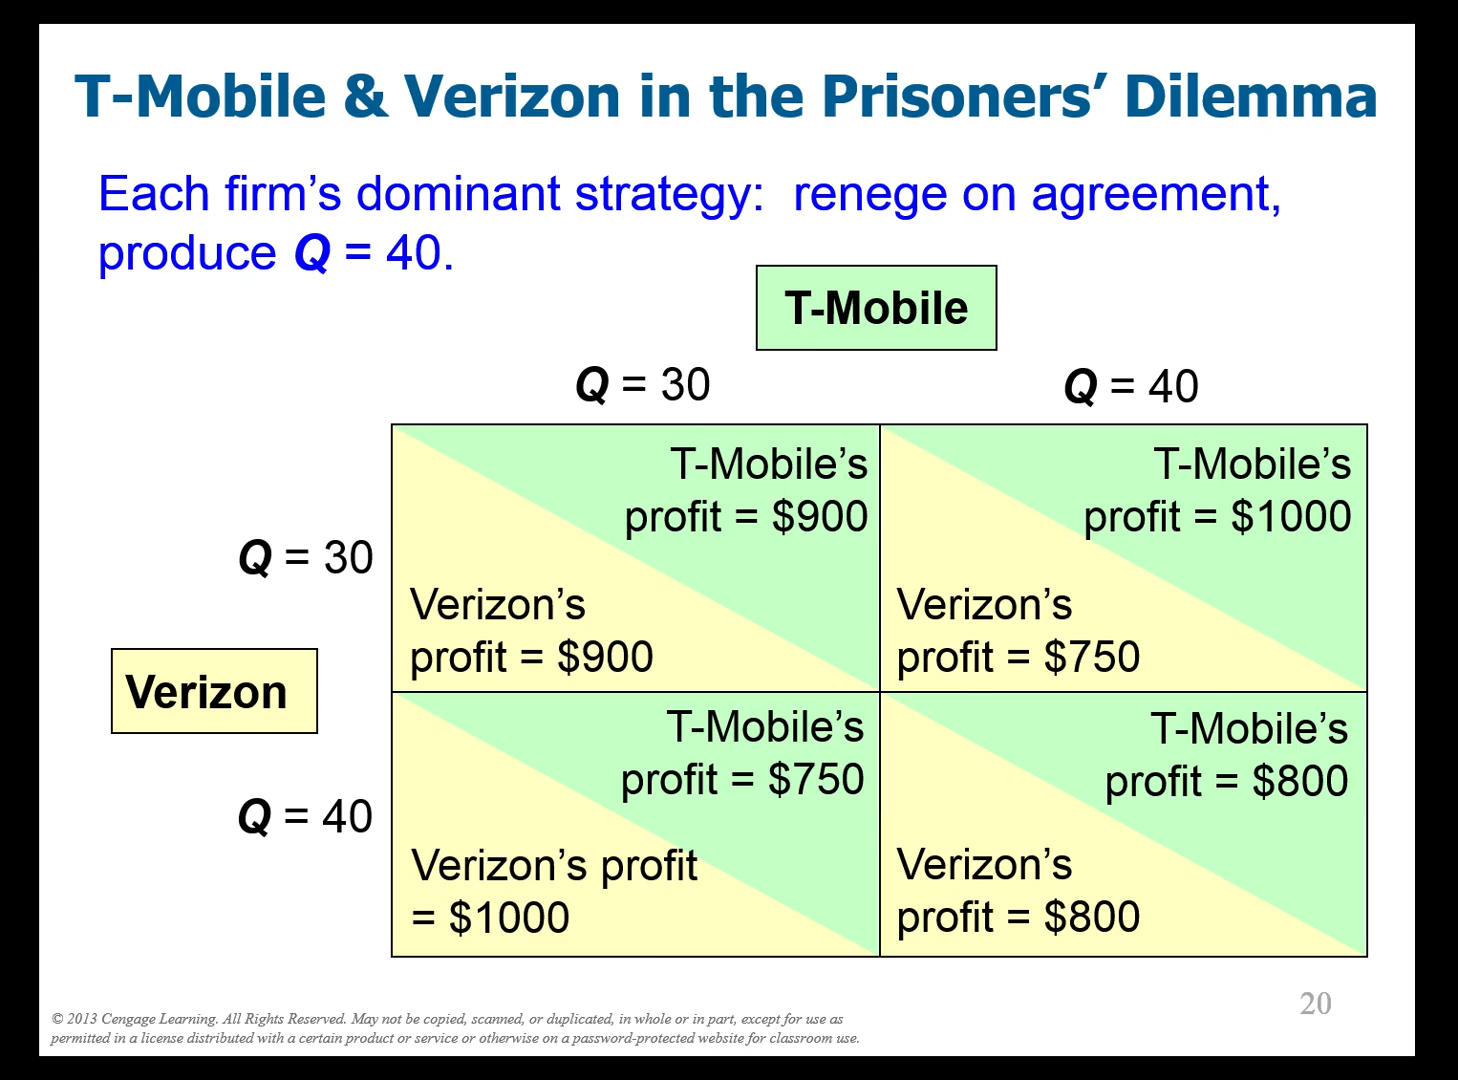 T-Mobile & Verizon in the Prisoners’ Dilemma
Each firm’s dominant strategy:  renege on agreement,
produce Q = 40.
T-Mobile
Q = 30
Q = 40
Q = 30
T-Mobile’s
profit = $900
Verizon’s
profit = $900
T-Mobile’s
profit = $1000
Verizon’s
profit = $750
Verizon
Q = 40
T-Mobile’s
profit = $750
Verizon’s profit
= $1000
T-Mobile’s
profit = $800
Verizon’s
profit = $800
20
© 2013 Cengage Learning. All Rights Reserved. May not be copied, scanned, or duplicated, in whole or in part, except for use as
permitted in a license distributed with a certain product or service or otherwise on a password-protected website for classroom use.